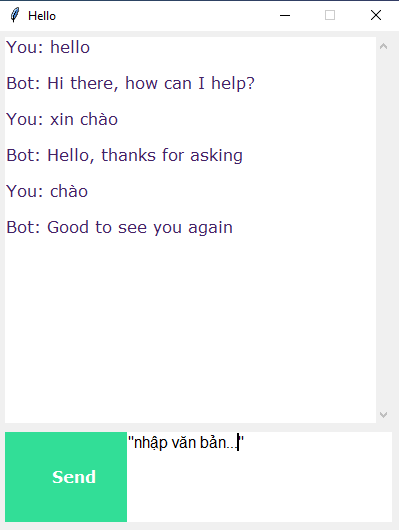 Hello
You: hello
Bot: Hi there, how can I help?
You: xin chào
Bot: Hello, thanks for asking
You: chào
Bot: Good to see you again
Send
"nhập văn bản..."